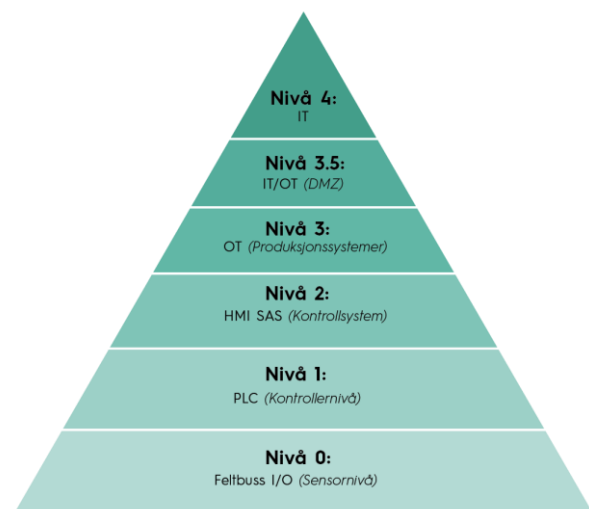 Nivå 4:
IT
Nivå 3.5:
IT/OT (DMZ)
Nivå 3:
OT (Produksjonssystemer)
Nivå 2:
HMI SAS (Kontrollsystem)
Nivå 1:
PLC (Kontrollernivå)
Nivå 0:
Feltbuss I/O (Sensornivå)